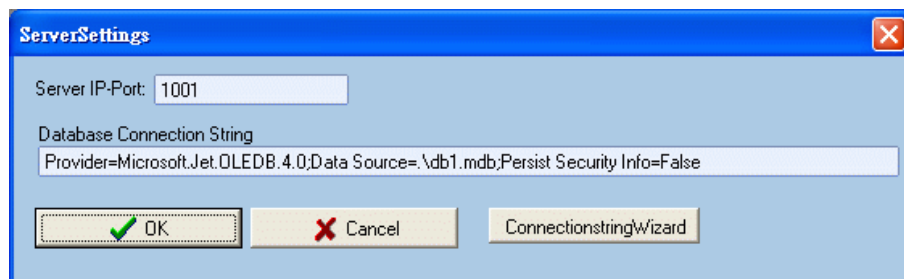 ServerSettings
Server IP-Port: 1001
Database Connection String
Provider=Microsoft.Jet.OLEDB.4.0;Data Source=.\db1.mdb;Persist Security Info=False
OK Cancel ConnectionstringWizard